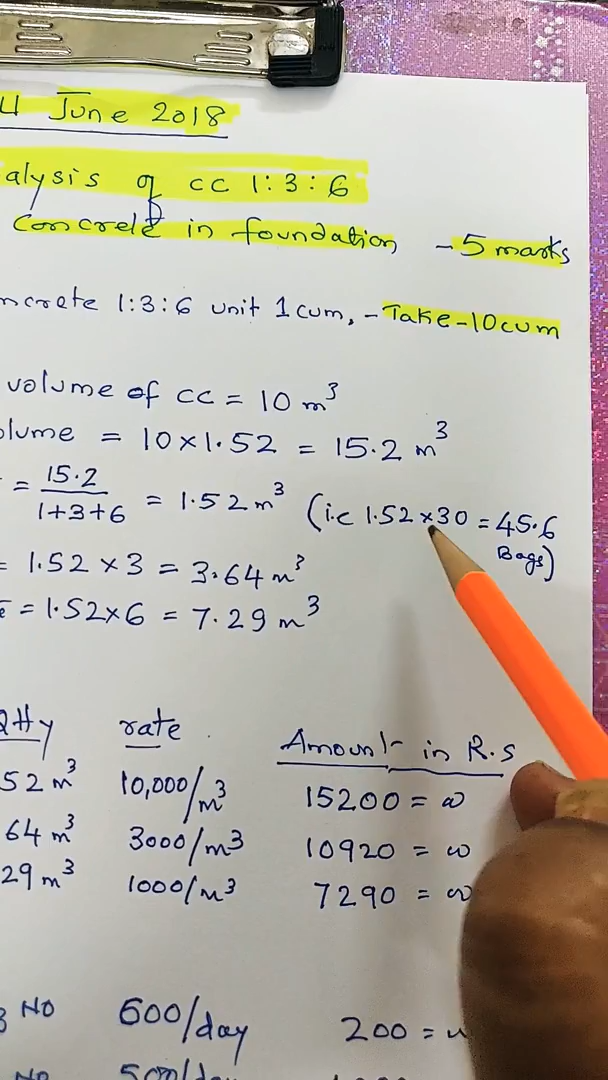 4 June 2018
alysis of cc 1:3:6
concrete in foundation - 5 marks
ncrete 1:3:6 unit 1cum, - Take-10cum
volume of cc = 10 m³
olume = 10×1.52 = 15.2 m³
= 15.2 / 1+3+6 = 1.52 m³ (i.e 1.52×30 = 45.6 Bags)
= 1.52×3 = 3.64 m³
= 1.52×6 = 7.29 m³
Qty rate Amount in R.S
52 m³ 10,000/m³ 15200 =
64 m³ 3000/m³ 10920 =
29 m³ 1000/m³ 7290 =
No 600/day 200 =